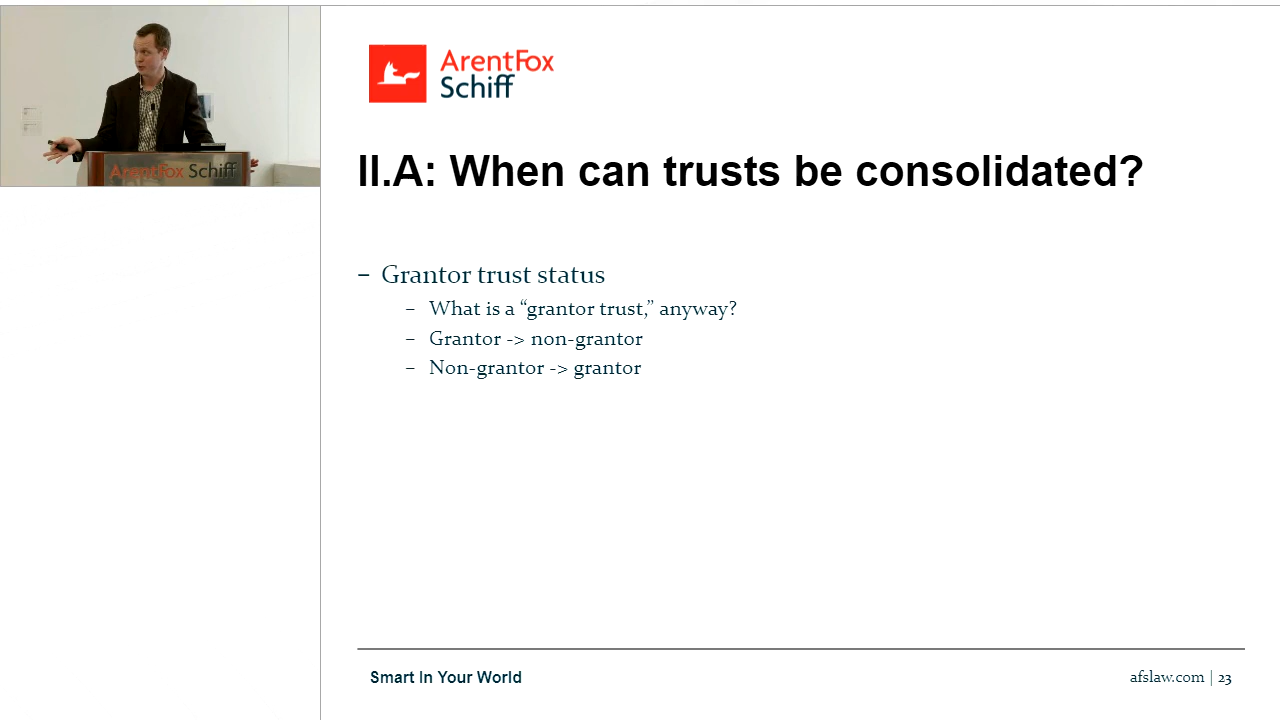 ArentFox Schiff
ArentFox
Schiff
II.A: When can trusts be consolidated?
– Grantor trust status
– What is a “grantor trust,” anyway?
– Grantor -> non-grantor
– Non-grantor -> grantor
Smart In Your World
afslaw.com | 23